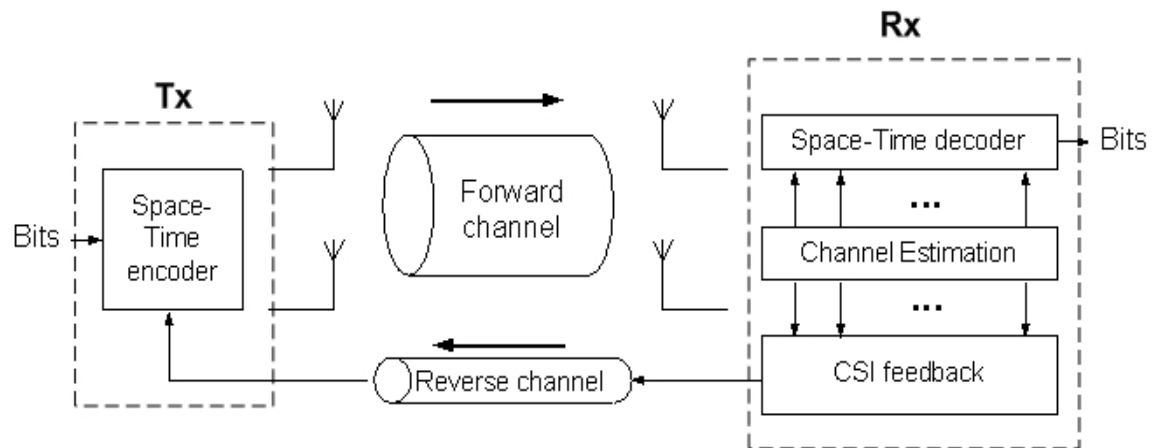 Rx
Tx
Space-Time decoder
Bits
Forward
channel
Space-
Time
encoder
Bits
...
Channel Estimation
...
Reverse channel
CSI feedback